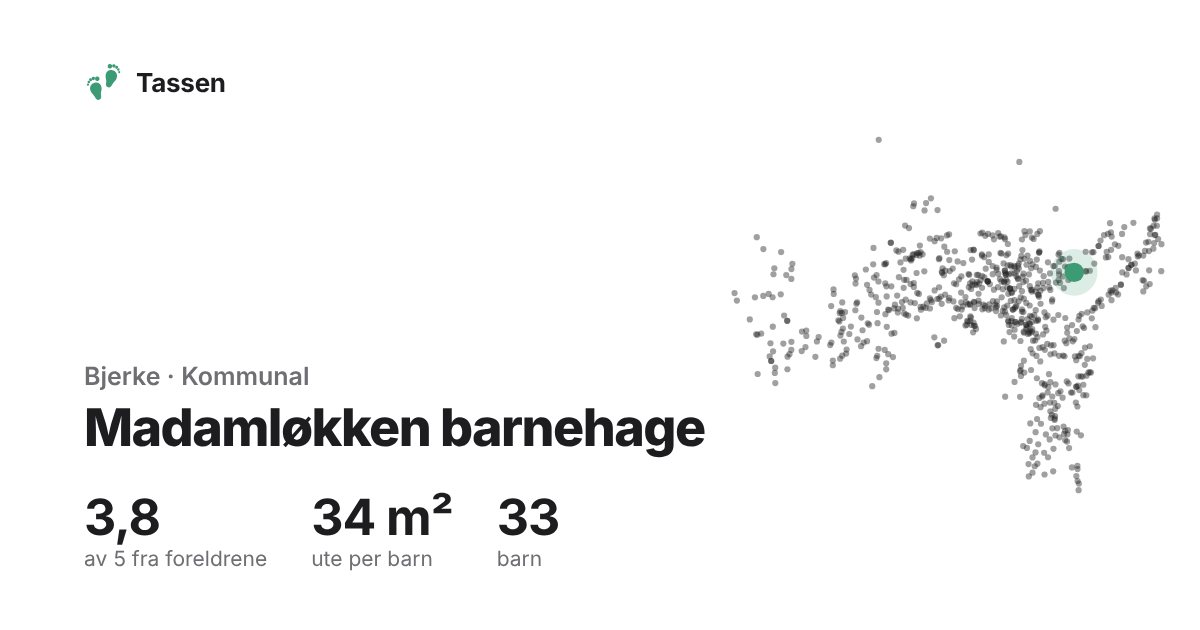 Tassen
Bjerke · Kommunal
Madamløkken barnehage
3,8 34 m² 33
av 5 fra foreldrene ute per barn barn